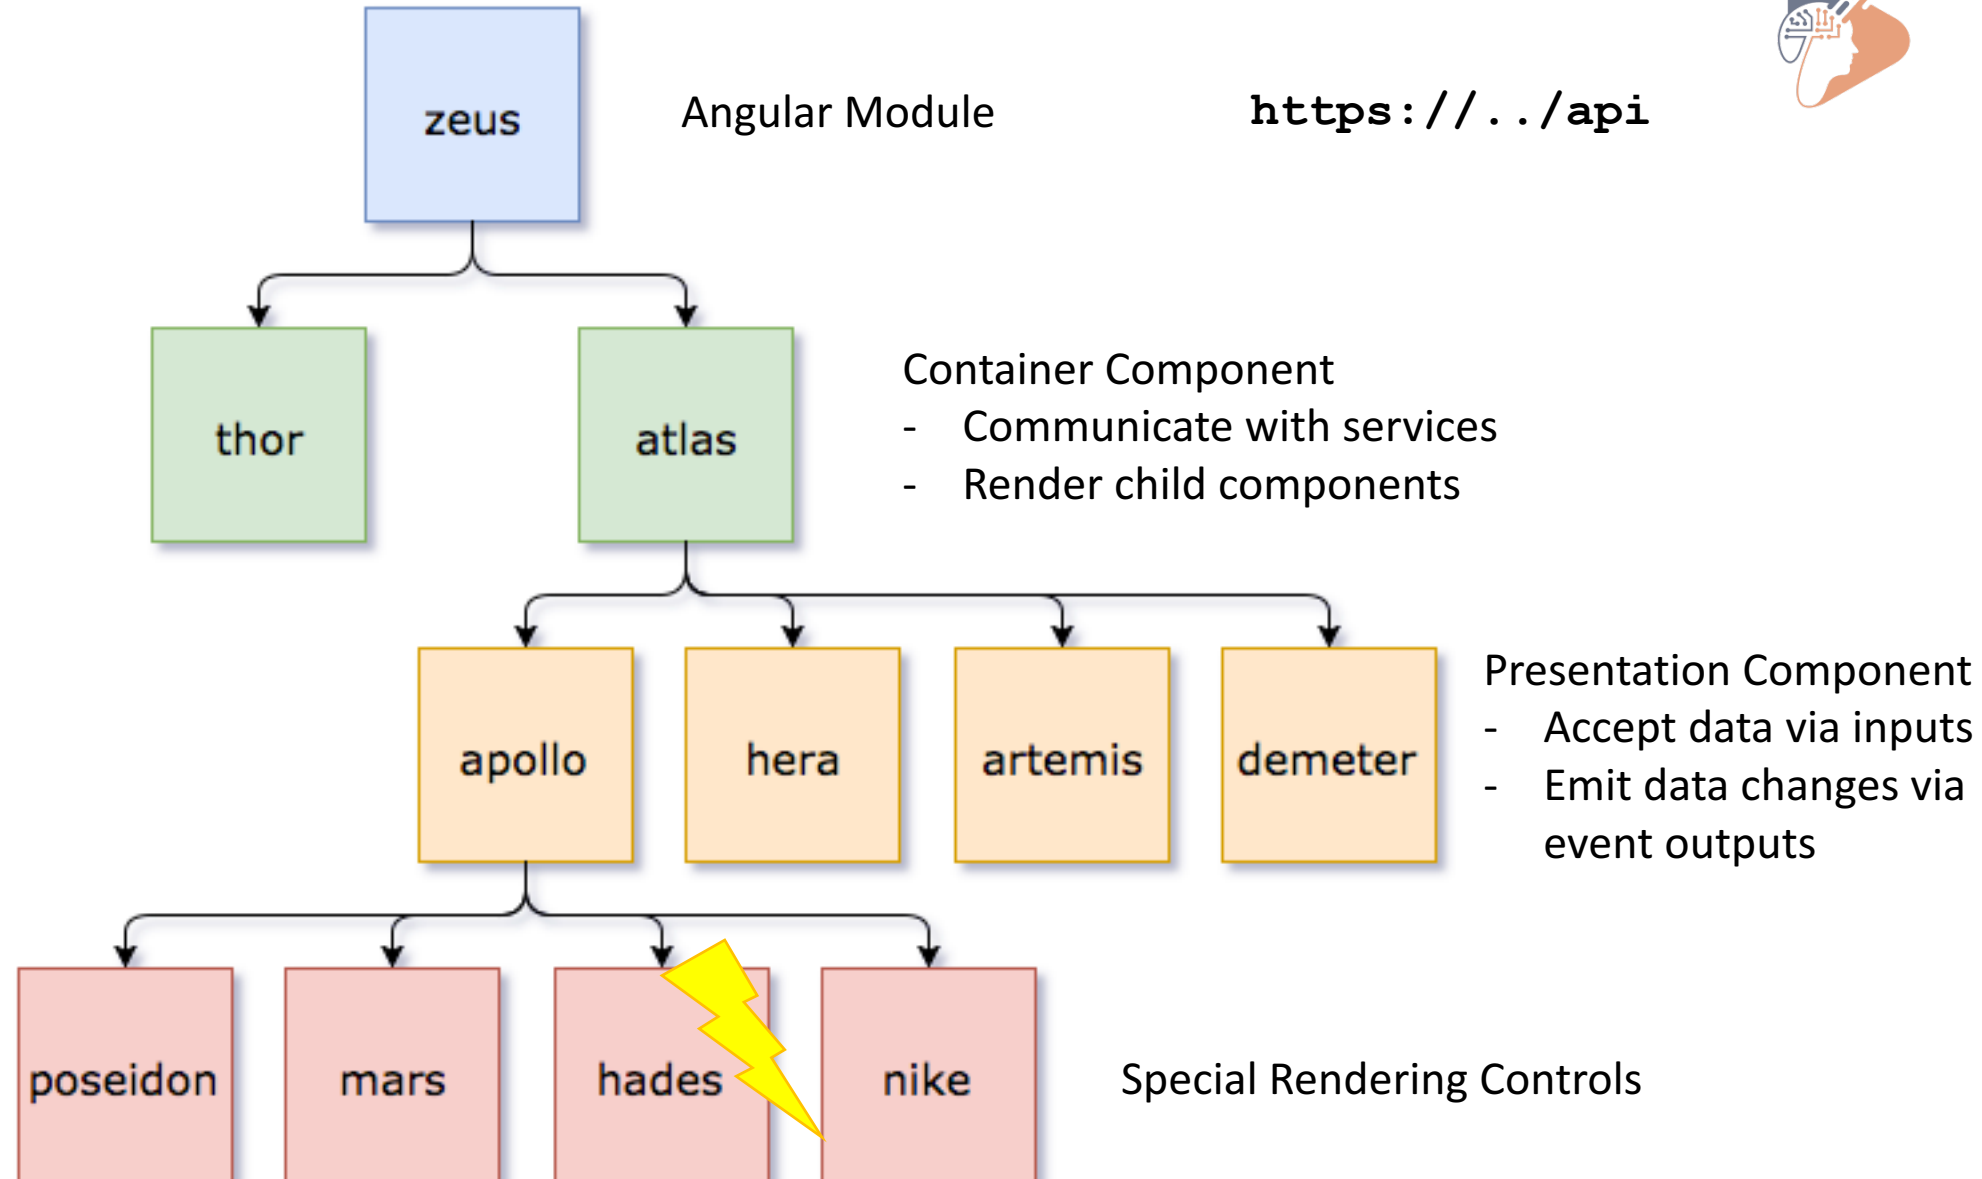 zeus
Angular Module
https://../api
thor
atlas
Container Component
- Communicate with services
- Render child components
apollo
hera
artemis
demeter
Presentation Component
- Accept data via inputs
- Emit data changes via
event outputs
poseidon
mars
hades
nike
Special Rendering Controls